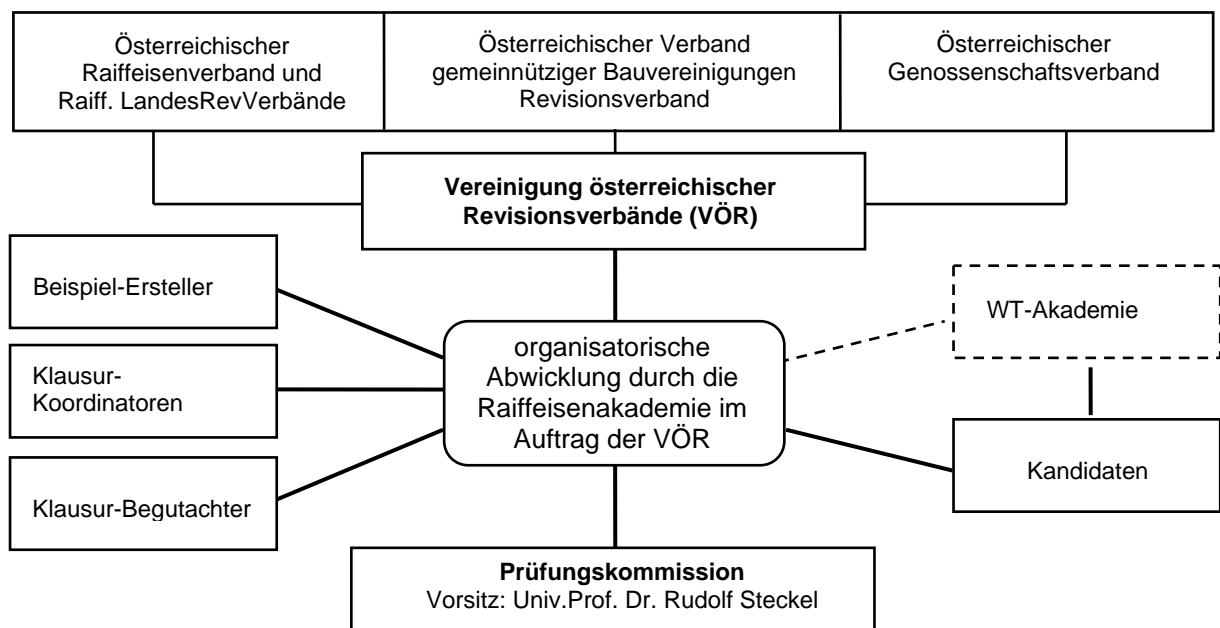 Österreichischer
Raiffeisenverband und
Raiff. LandesRevVerbände
Österreichischer Verband
gemeinnütziger Bauvereinigungen
Revisionsverband
Österreichischer
Genossenschaftsverband
Vereinigung österreichischer
Revisionsverbände (VÖR)
Beispiel-Ersteller
Klausur-
Koordinatoren
Klausur-Begutachter
organisatorische
Abwicklung durch die
Raiffeisenakademie im
Auftrag der VÖR
WT-Akademie
Kandidaten
Prüfungskommission
Vorsitz: Univ.Prof. Dr. Rudolf Steckel